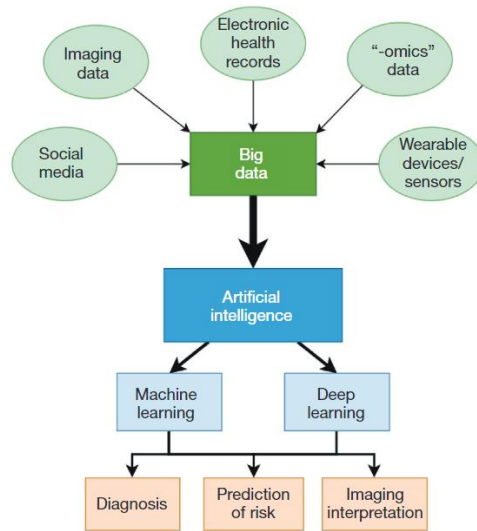 Imaging
data
Electronic
health
records
“-omics”
data
Social
media
Big
data
Wearable
devices/
sensors
Artificial
intelligence
Machine
learning
Deep
learning
Diagnosis
Prediction
of risk
Imaging
interpretation